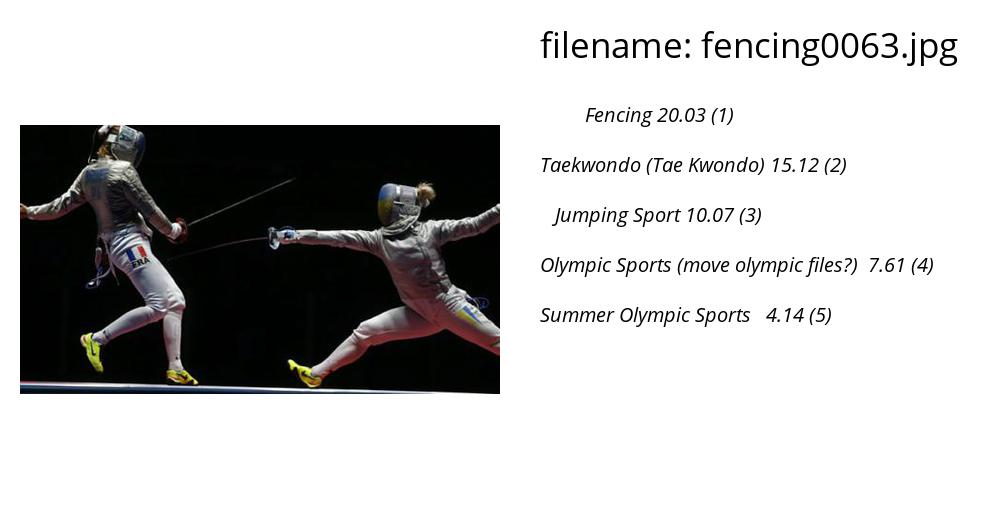 filename: fencing0063.jpg
Fencing 20.03 (1)
Taekwondo (Tae Kwondo) 15.12 (2)
Jumping Sport 10.07 (3)
Olympic Sports (move olympic files?) 7.61 (4)
Summer Olympic Sports 4.14 (5)
FRA